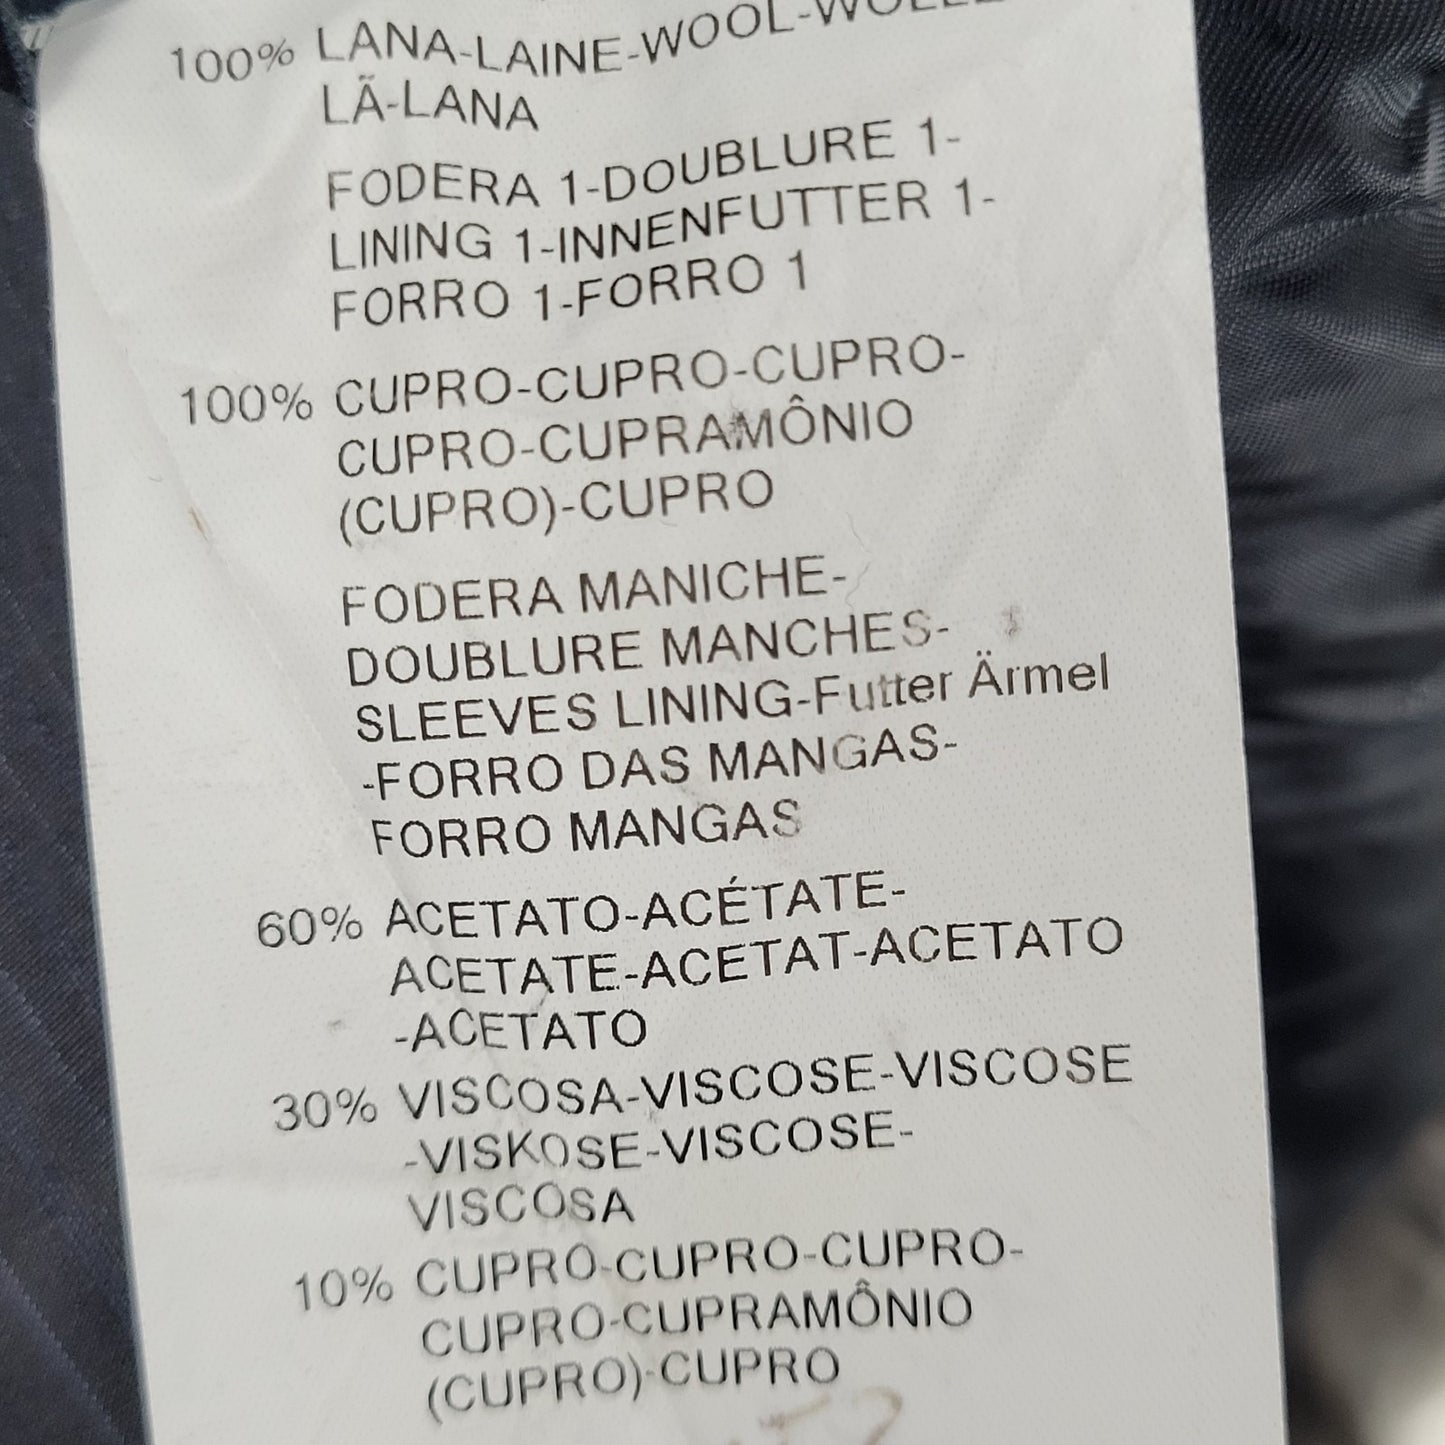 100% LANA-LAINE-WOOL-WOLLE
LÃ-LANA
FODERA 1-DOUBLURE 1-
LINING 1-INNENFUTTER 1-
FORRO 1-FORRO 1
100% CUPRO-CUPRO-CUPRO-
CUPRO-CUPRAMÔNIO
(CUPRO)-CUPRO
FODERA MANICHE-
DOUBLURE MANCHES-
SLEEVES LINING-Futter Ärmel
-FORRO DAS MANGAS-
FORRO MANGAS
60% ACETATO-ACÉTATE-
ACETATE-ACETAT-ACETATO
-ACETATO
30% VISCOSA-VISCOSE-VISCOSE
-VISKOSE-VISCOSE-
VISCOSA
10% CUPRO-CUPRO-CUPRO-
CUPRO-CUPRAMÔNIO
(CUPRO)-CUPRO